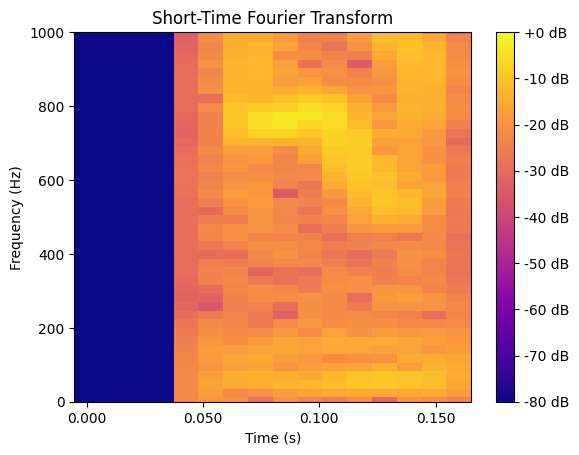 Short-Time Fourier Transform
1000
800
600
400
200
0
Frequency (Hz)
0.000
0.050
0.100
0.150
Time (s)
+0 dB
-10 dB
-20 dB
-30 dB
-40 dB
-50 dB
-60 dB
-70 dB
-80 dB